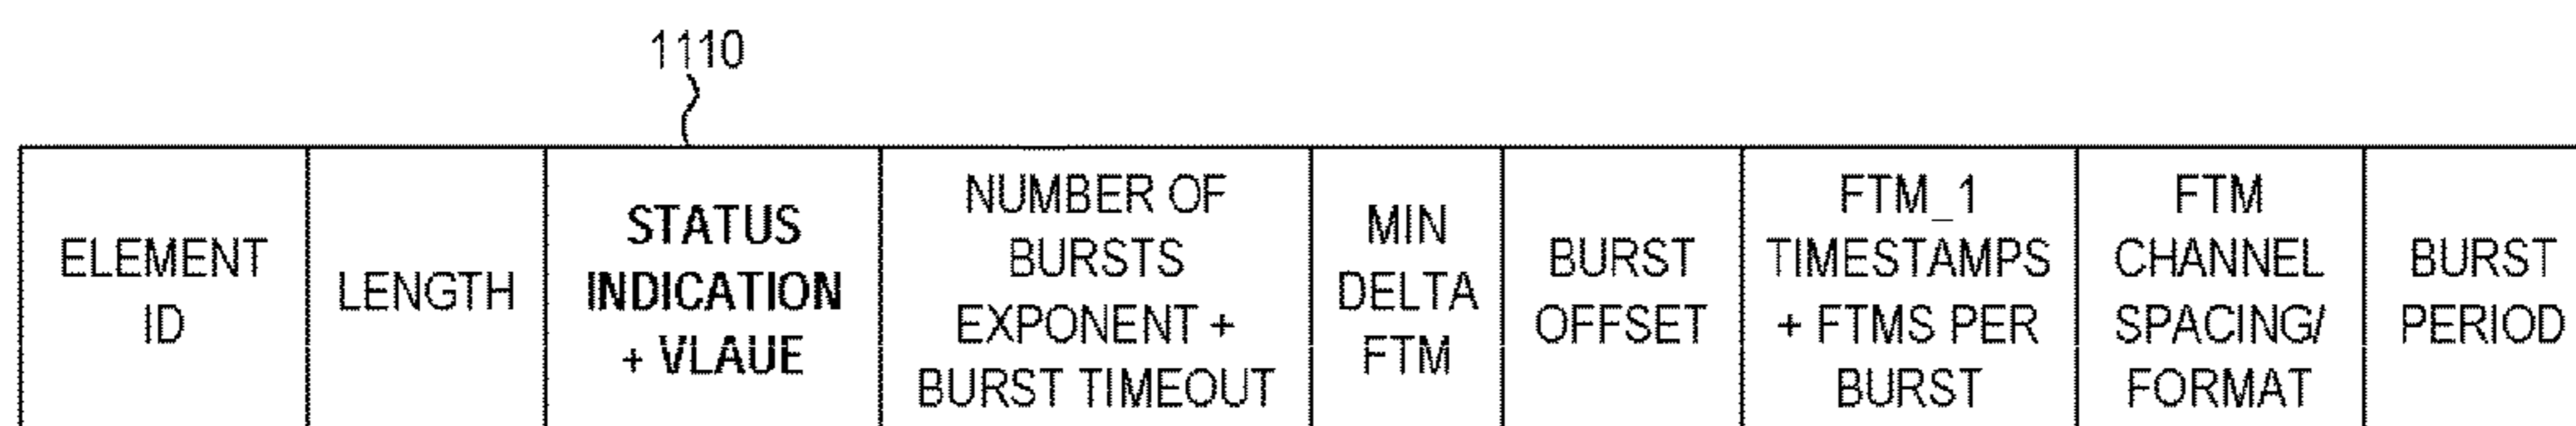 1110
ELEMENT
ID
LENGTH
STATUS
INDICATION
+ VLAUE
NUMBER OF
BURSTS
EXPONENT +
BURST TIMEOUT
MIN
DELTA
FTM
BURST
OFFSET
FTM_1
TIMESTAMPS
+ FTMS PER
BURST
FTM
CHANNEL
SPACING/
FORMAT
BURST
PERIOD